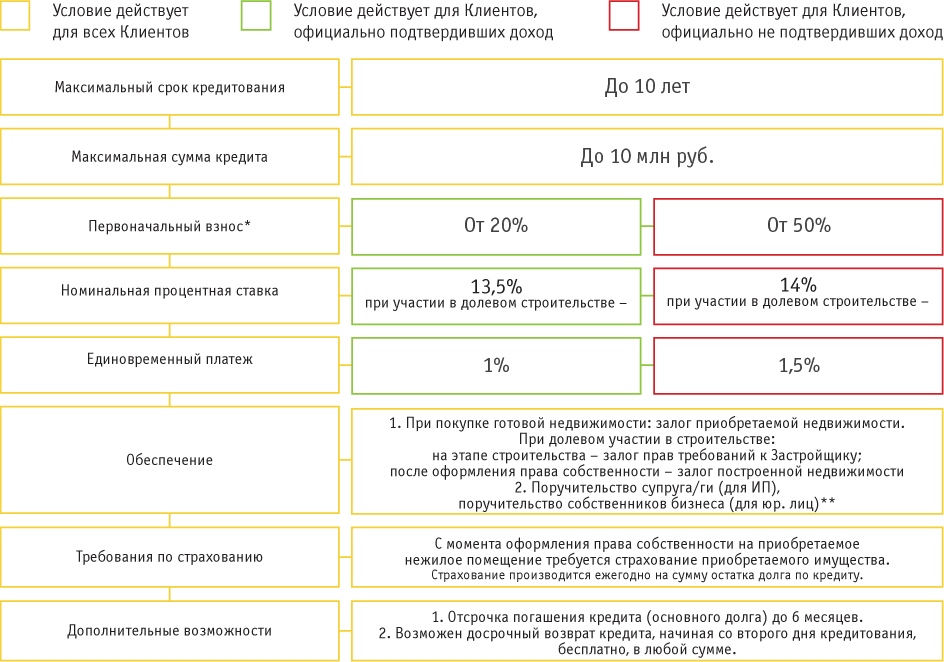 Условие действует
для всех Клиентов
Условие действует для Клиентов,
официально подтвердивших доход
Условие действует для Клиентов,
официально не подтвердивших доход
Максимальный срок кредитования
До 10 лет
Максимальная сумма кредита
До 10 млн руб.
Первоначальный взнос*
От 20%
От 50%
Номинальная процентная ставка
13,5%
при участии в долевом строительстве –
14%
при участии в долевом строительстве –
Единовременный платеж
1%
1,5%
Обеспечение
1. При покупке готовой недвижимости: залог приобретаемой недвижимости.
При долевом участии в строительстве:
на этапе строительства – залог прав требований к Застройщику;
после оформления права собственности – залог построенной недвижимости
2. Поручительство супруга/ги (для ИП),
поручительство собственников бизнеса (для юр. лиц)**
Требования по страхованию
С момента оформления права собственности на приобретаемое
нежилое помещение требуется страхование приобретаемого имущества.
Страхование производится ежегодно на сумму остатка долга по кредиту.
Дополнительные возможности
1. Отсрочка погашения кредита (основного долга) до 6 месяцев.
2. Возможен досрочный возврат кредита, начиная со второго дня кредитования,
бесплатно, в любой сумме.